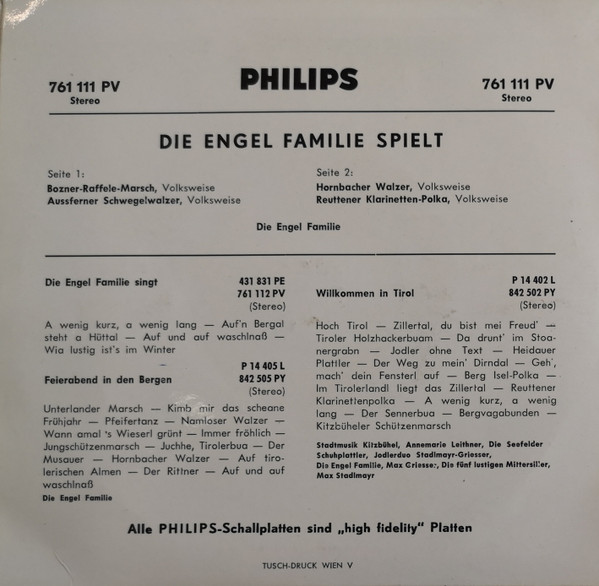 761 111 PV
Stereo
PHILIPS
761 111 PV
Stereo
DIE ENGEL FAMILIE SPIELT
Seite 1:
Bozner-Raffele-Marsch, Volksweise
Aussferner Schwegelwalzer, Volksweise
Seite 2:
Hornbacher Walzer, Volksweise
Reuttener Klarinetten-Polka, Volksweise
Die Engel Familie
Die Engel Familie singt 431 831 PE
761 112 PV
(Stereo)
A wenig kurz, a wenig lang — Auf'n Bergal
steht a Hüttal — Auf und auf waschlnaß —
Wia lustig ist's im Winter
P 14 405 L
Feierabend in den Bergen 842 505 PY
(Stereo)
Unterlander Marsch — Kimb mir das scheane
Frühjahr — Pfeifertanz — Namloser Walzer —
Wann amal 's Wieserl grünt — Immer fröhlich —
Jungschützenmarsch — Juchhe, Tirolerbua — Der
Musauer — Hornbacher Walzer — Auf tiro-
lerischen Almen — Der Rittner — Auf und auf
waschlnaß
Die Engel Familie
P 14 402 L
Willkommen in Tirol 842 502 PY
(Stereo)
Hoch Tirol — Zillertal, du bist mei Freud' —
Tiroler Holzhackerbuam — Da drunt' im Stoa-
nergrabn — Jodler ohne Text — Heidauer
Plattler — Der Weg zu mein' Dirndal — Geh',
mach' dein Fensterl auf — Berg Isel-Polka —
Im Tirolerlandl liegt das Zillertal — Reuttener
Klarinettenpolka — A wenig kurz, a wenig
lang — Der Sennerbua — Bergvagabunden —
Kitzbüheler Schützenmarsch
Stadtmusik Kitzbühel, Annemarie Leithner, Die Seefelder
Schuhplattler, Jodlerduo Stadlmayr-Griesser,
Die Engel Familie, Max Griesser, Die fünf lustigen Mittersiller,
Max Stadlmayr
Alle PHILIPS-Schallplatten sind „high fidelity" Platten
TUSCH-DRUCK WIEN V